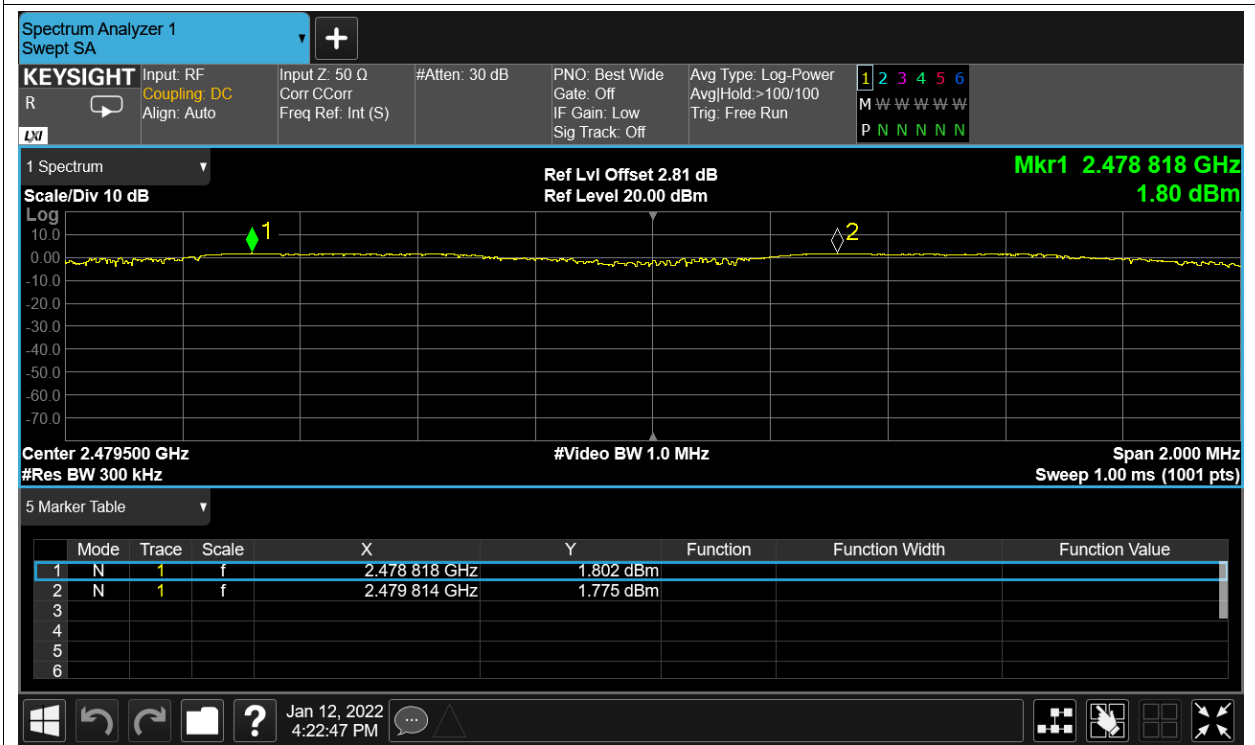 Spectrum Analyzer 1
Swept SA
KEYSIGHT
R
LXI
Input: RF
Coupling: DC
Align: Auto
Input Z: 50 Ω
Corr CCorr
Freq Ref: Int (S)
#Atten: 30 dB
PNO: Best Wide
Gate: Off
IF Gain: Low
Sig Track: Off
Avg Type: Log-Power
Avg|Hold:>100/100
Trig: Free Run
1 2 3 4 5 6
M W W W W W
P N N N N N
1 Spectrum
Scale/Div 10 dB
Ref Lvl Offset 2.81 dB
Ref Level 20.00 dBm
Mkr1 2.478 818 GHz
1.80 dBm
Log
10.0
0.00
-10.0
-20.0
-30.0
-40.0
-50.0
-60.0
-70.0
1
2
Center 2.479500 GHz #Video BW 1.0 MHz Span 2.000 MHz
#Res BW 300 kHz Sweep 1.00 ms (1001 pts)
5 Marker Table
Mode Trace Scale X Y Function Function Width Function Value
1 N 1 f 2.478 818 GHz 1.802 dBm
2 N 1 f 2.479 814 GHz 1.775 dBm
3
4
5
6
?
Jan 12, 2022
4:22:47 PM